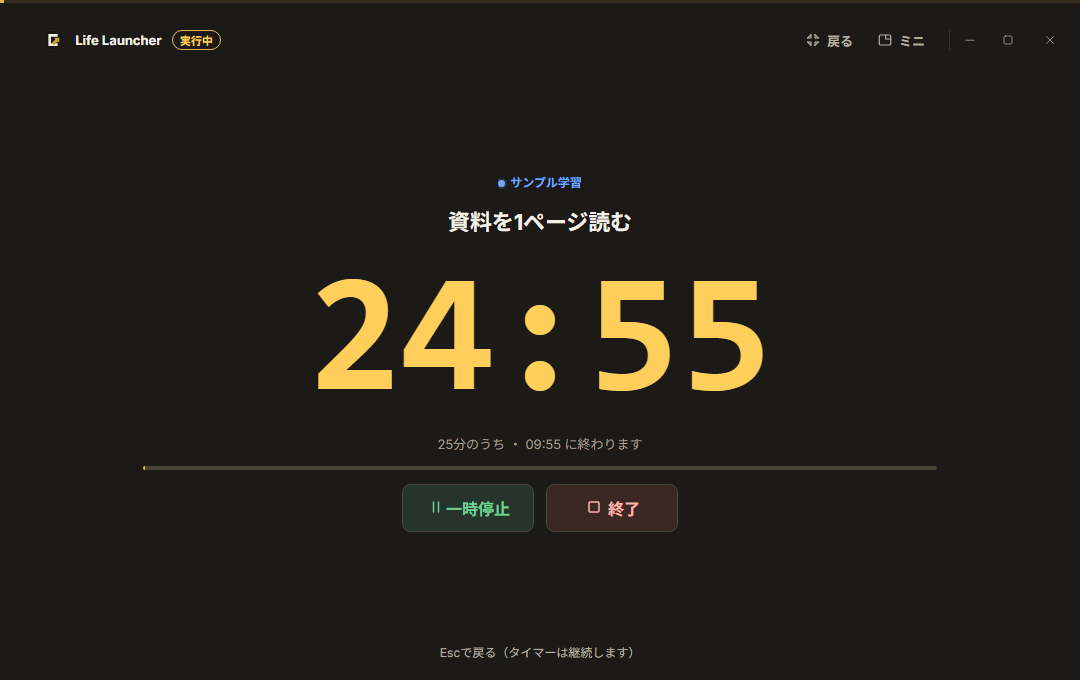 Life Launcher 実行中 戻る ミニ
サンプル学習
資料を1ページ読む
24:55
25分のうち ・ 09:55 に終わります
一時停止 終了
Escで戻る（タイマーは継続します）